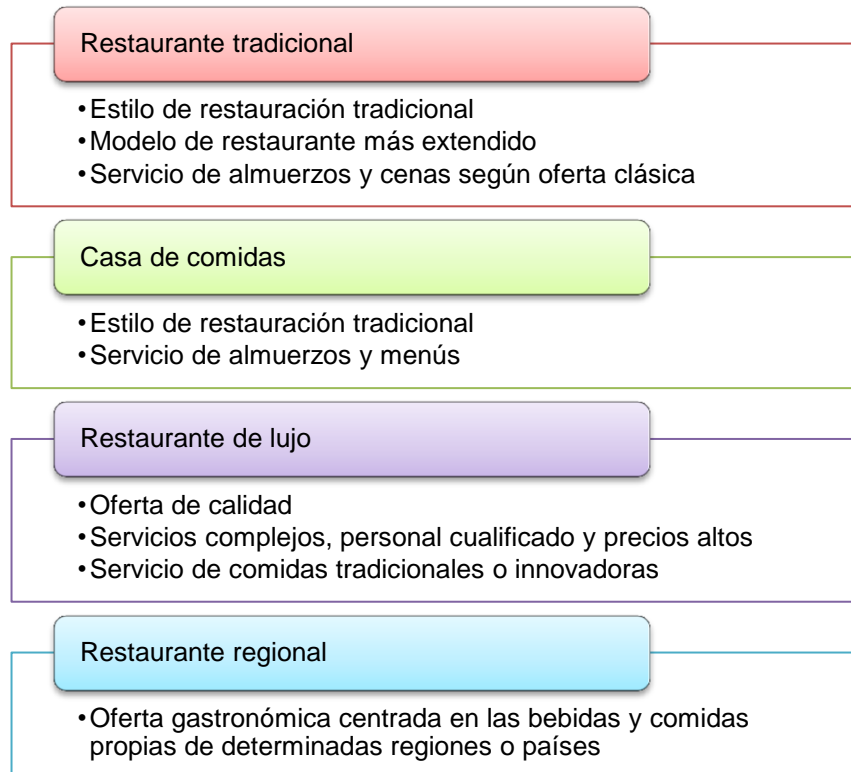 Restaurante tradicional
•Estilo de restauración tradicional
•Modelo de restaurante más extendido
•Servicio de almuerzos y cenas según oferta clásica
Casa de comidas
•Estilo de restauración tradicional
•Servicio de almuerzos y menús
Restaurante de lujo
•Oferta de calidad
•Servicios complejos, personal cualificado y precios altos
•Servicio de comidas tradicionales o innovadoras
Restaurante regional
•Oferta gastronómica centrada en las bebidas y comidas
propias de determinadas regiones o países